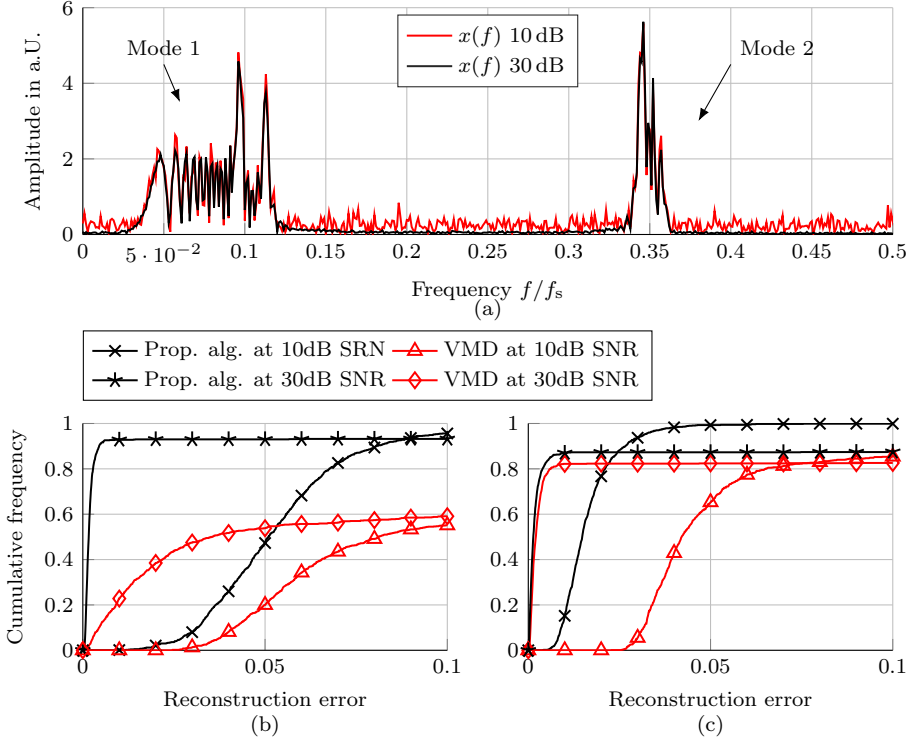 6
4
2
0
Amplitude in a.U.
Mode 1
x(f) 10 dB
x(f) 30 dB
Mode 2
0
5 · 10⁻²
0.1
0.15
0.2
0.25
0.3
0.35
0.4
0.45
0.5
Frequency f/fₛ
(a)
Prop. alg. at 10dB SRN
VMD at 10dB SNR
Prop. alg. at 30dB SNR
VMD at 30dB SNR
1
0.8
0.6
0.4
0.2
0
Cumulative frequency
0
0.05
0.1
Reconstruction error
(b)
1
0.8
0.6
0.4
0.2
0
0
0.05
0.1
Reconstruction error
(c)